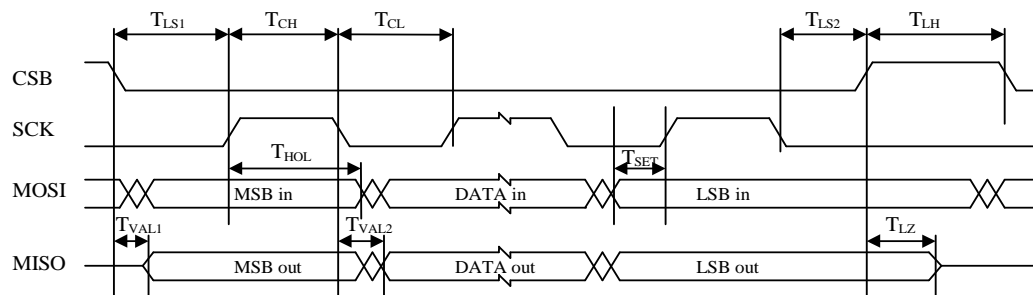 TLS1 TCH TCL TLS2 TLH
CSB
SCK
THOL TSET
MOSI MSB in DATA in LSB in
TVAL1 TVAL2 TLZ
MISO MSB out DATA out LSB out